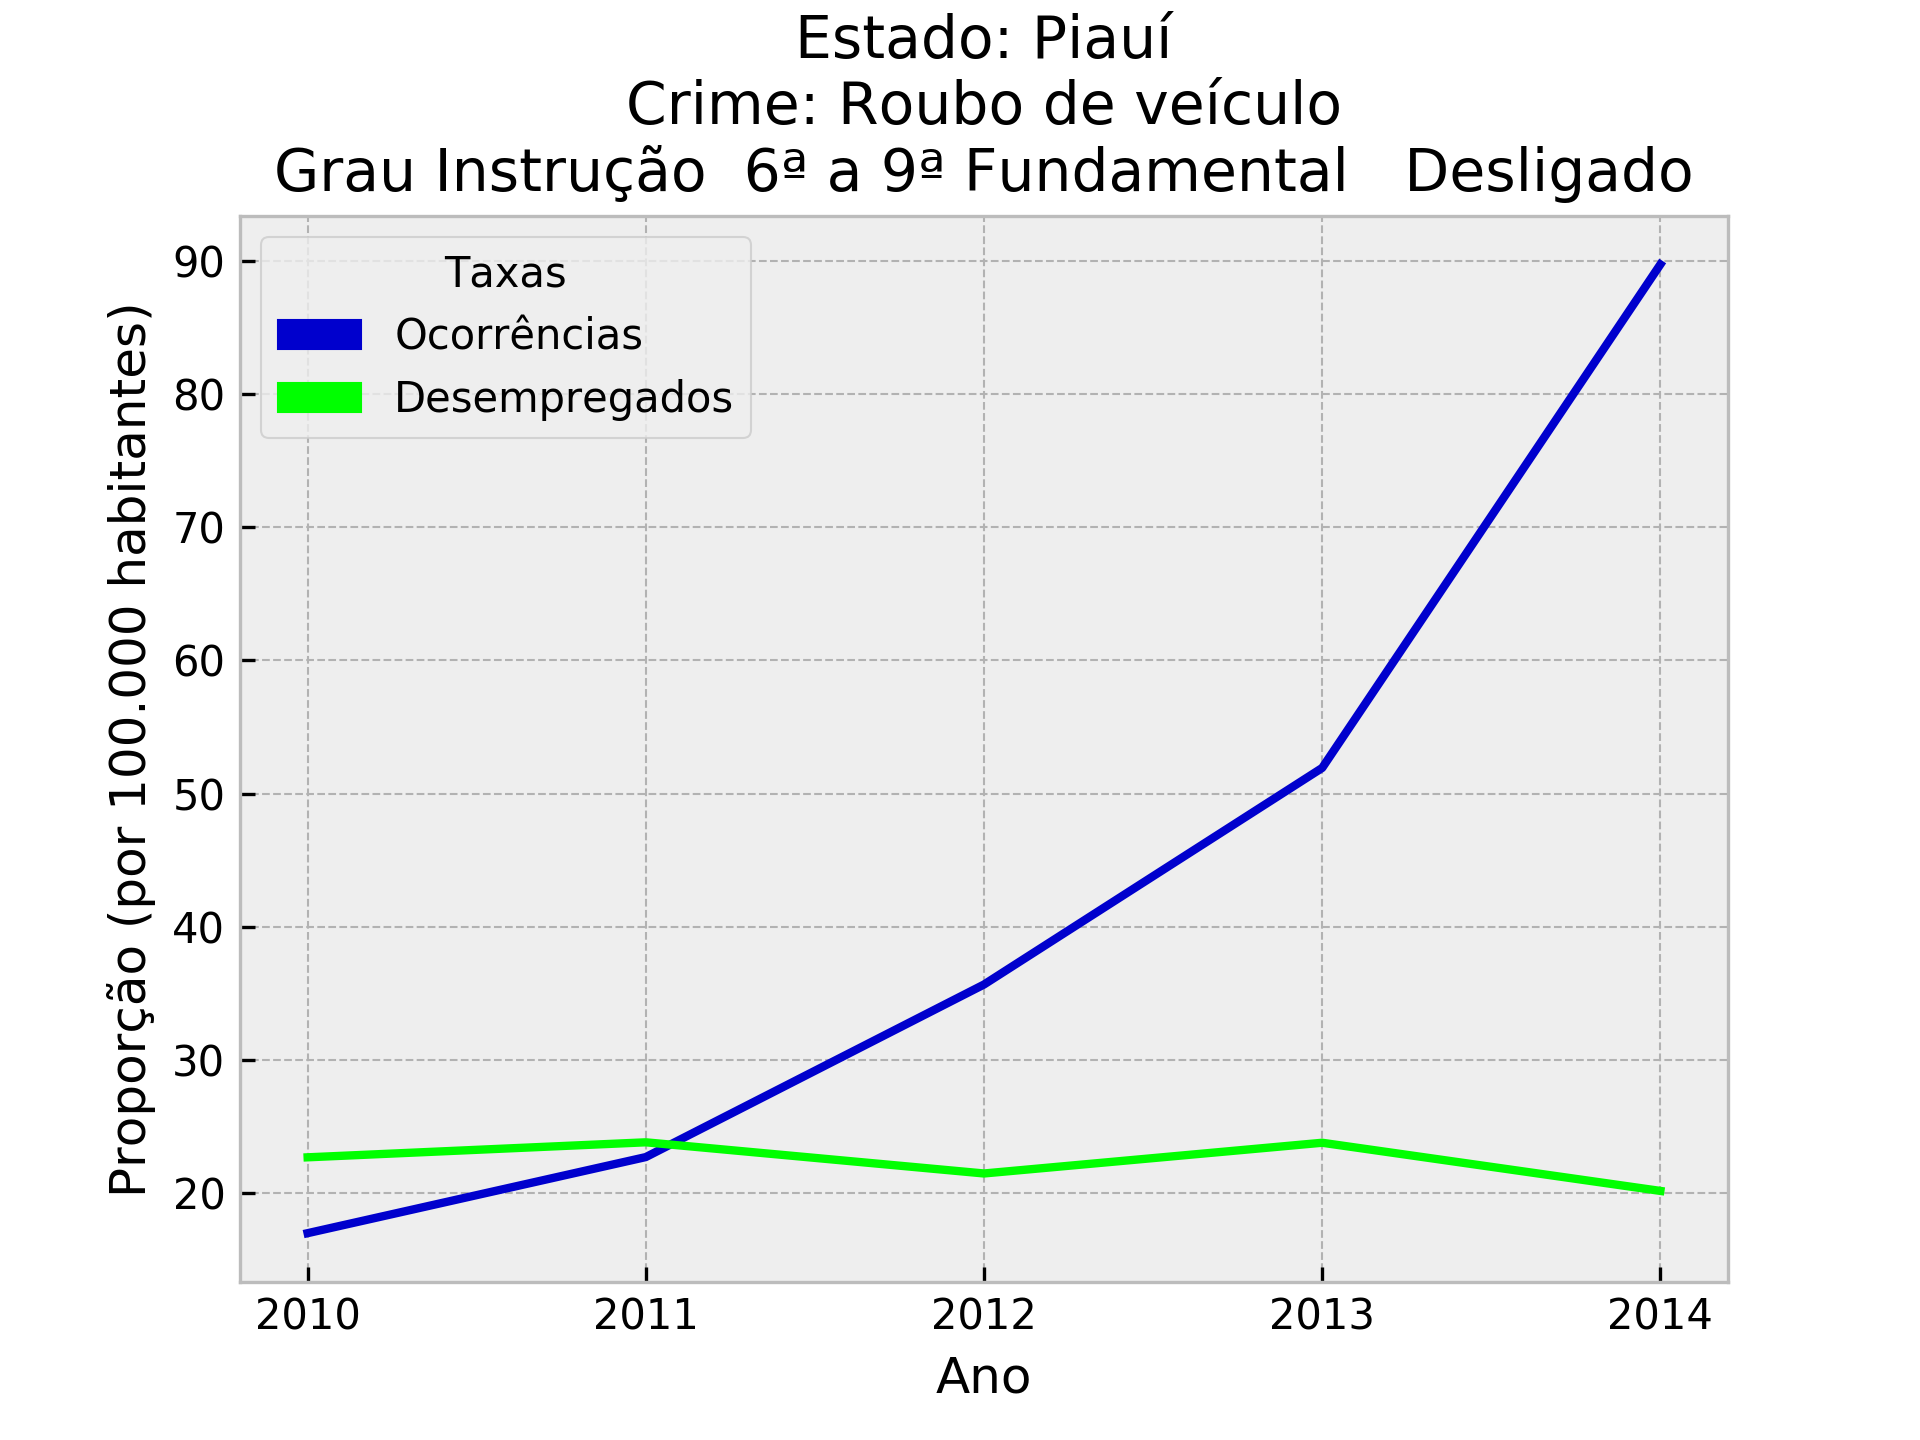 Estado: Piauí
Crime: Roubo de veículo
Grau Instrução  6ª a 9ª Fundamental   Desligado
Taxas
Ocorrências
Desempregados
Proporção (por 100.000 habitantes)
90
80
70
60
50
40
30
20
2010
2011
2012
2013
2014
Ano